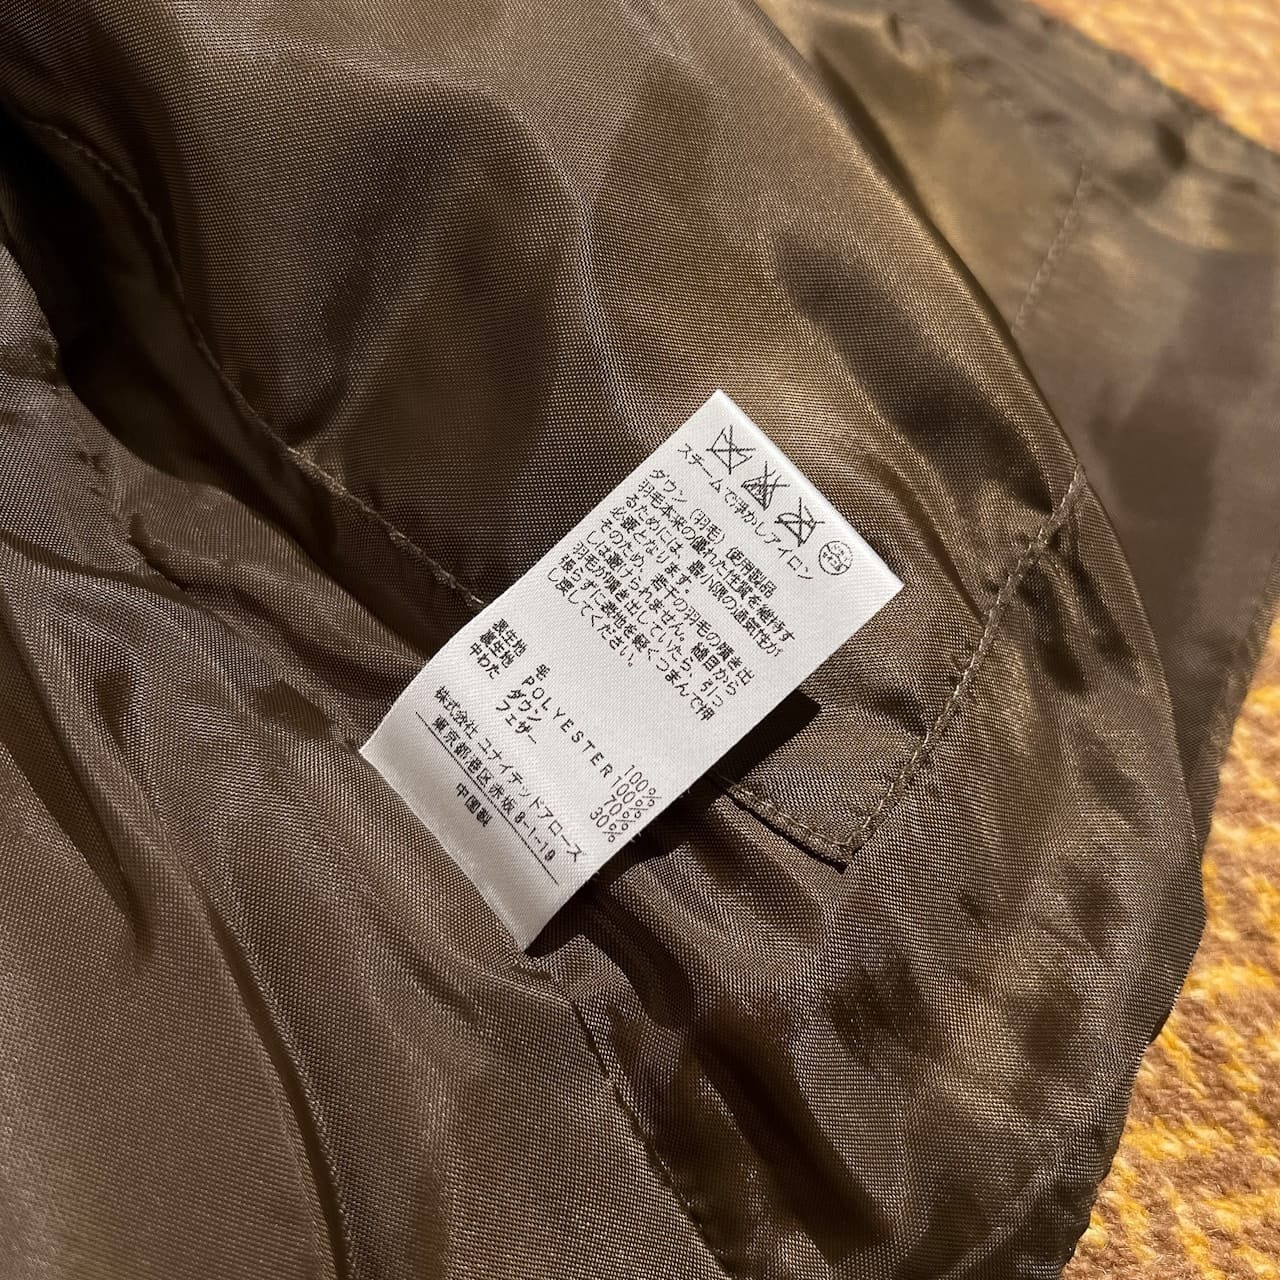 スチームで浮かしアイロン
ダウン（羽毛）使用製品
羽毛本来の優れた性質を維持す
るためには、最小限の通気性が
必要となります。
そのため、若干の羽毛の噴き出
しは避けられません。縫目から
羽毛が噴き出していたら、引っ
張らずに表地を軽くつまんで押
し戻してください。
表生地 毛 100%
裏生地 POLYESTER 100%
中わた ダウン 70%
フェザー 30%
株式会社 ユナイテッドアローズ
東京都港区赤坂8-1-19
中国製